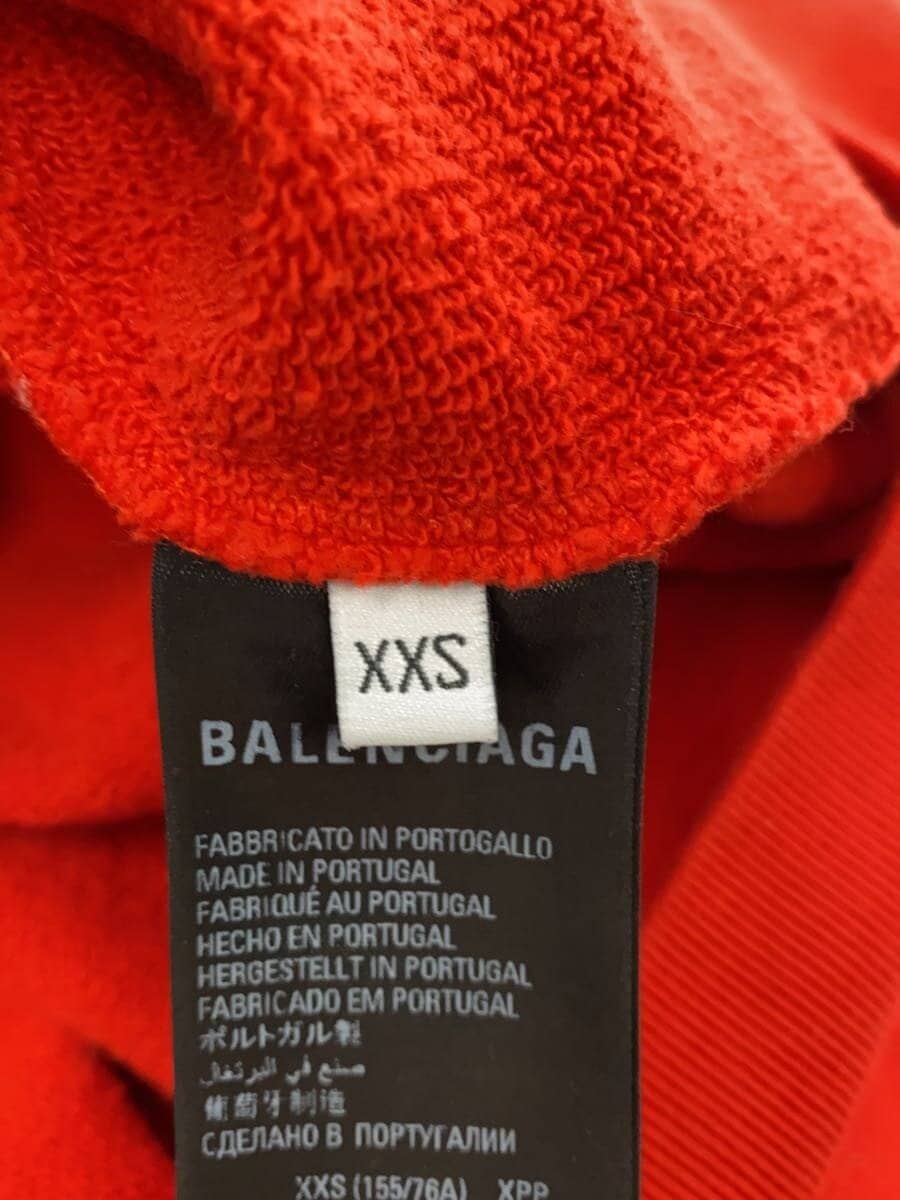 XXS
BALENCIAGA
FABBRICATO IN PORTOGALLO
MADE IN PORTUGAL
FABRIQUÉ AU PORTUGAL
HECHO EN PORTUGAL
HERGESTELLT IN PORTUGAL
FABRICADO EM PORTUGAL
ポルトガル製
صنع في البرتغال
葡萄牙制造
СДЕЛАНО В ПОРТУГАЛИИ
XXS (155/76A) XPP